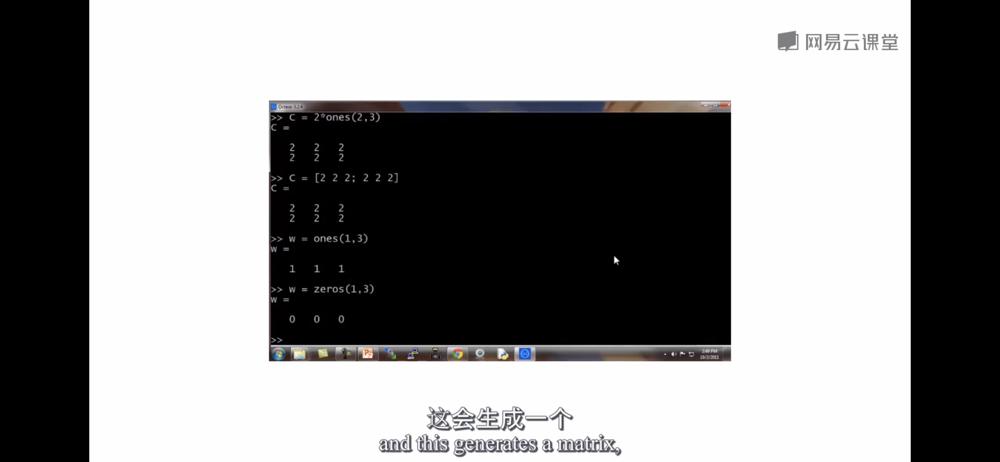 网易云课堂
Octave-3.2.4
>> C = 2*ones(2,3)
C =
2 2 2
2 2 2
>> C = [2 2 2; 2 2 2]
C =
2 2 2
2 2 2
>> w = ones(1,3)
w =
1 1 1
>> w = zeros(1,3)
w =
0 0 0
>>
2:49 PM
10/2/2011
这会生成一个
and this generates a matrix,